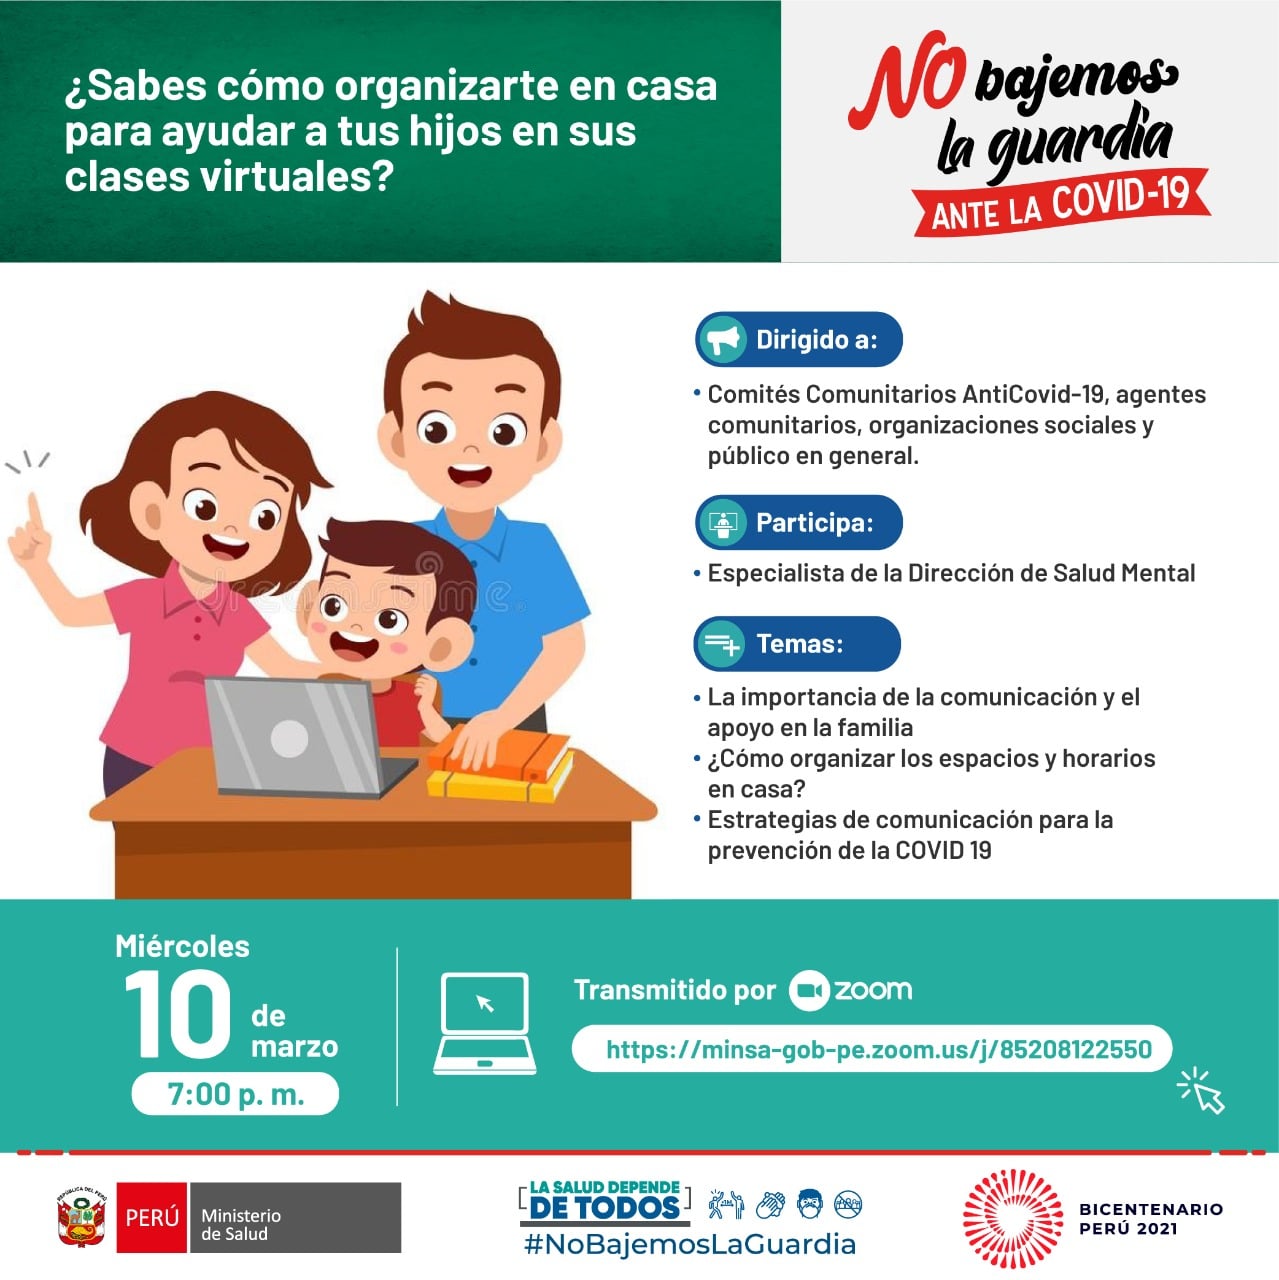 ¿Sabes cómo organizarte en casa
para ayudar a tus hijos en sus
clases virtuales?
NO bajemos
la guardia
ANTE LA COVID-19
Dirigido a:
• Comités Comunitarios AntiCovid-19, agentes
comunitarios, organizaciones sociales y
público en general.
Participa:
• Especialista de la Dirección de Salud Mental
Temas:
• La importancia de la comunicación y el
apoyo en la familia
• ¿Cómo organizar los espacios y horarios
en casa?
• Estrategias de comunicación para la
prevención de la COVID 19
dreamstime.
Miércoles
10 de
marzo
7:00 p. m.
Transmitido por zoom
https://minsa-gob-pe.zoom.us/j/85208122550
REPÚBLICA DEL PERÚ
PERÚ
Ministerio
de Salud
LA SALUD DEPENDE
DE TODOS
#NoBajemosLaGuardia
BICENTENARIO
PERÚ 2021